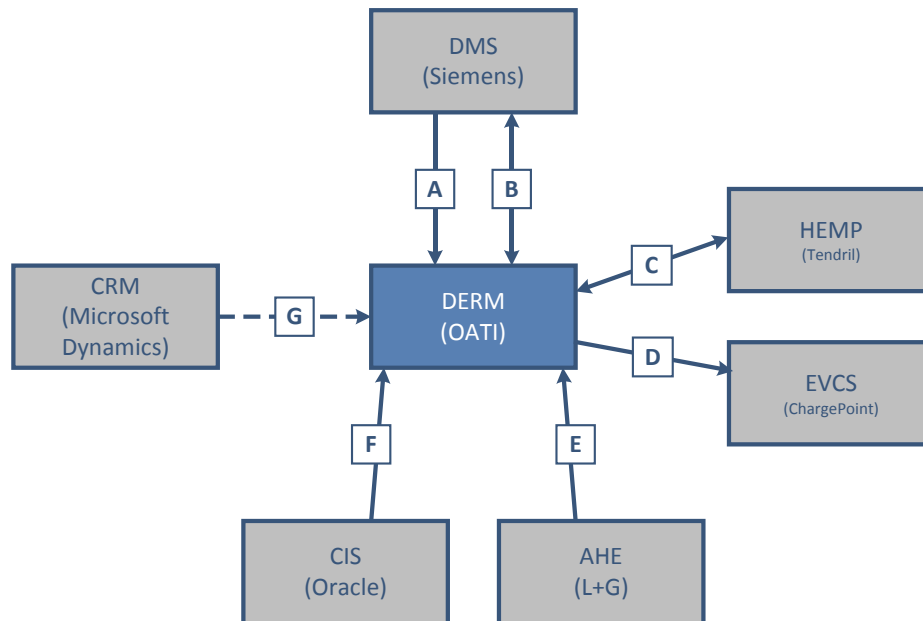 DMS
(Siemens)
A
B
HEMP
(Tendril)
C
CRM
(Microsoft
Dynamics)
G
DERM
(OATI)
D
EVCS
(ChargePoint)
F
E
CIS
(Oracle)
AHE
(L+G)